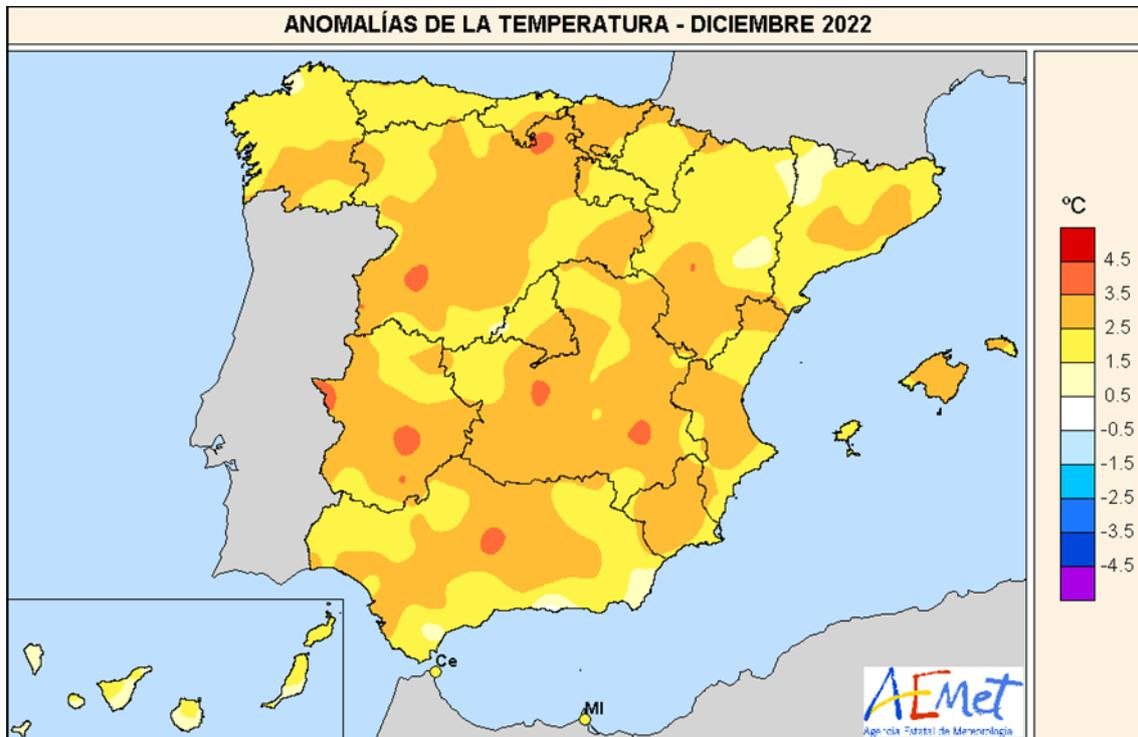 ANOMALÍAS DE LA TEMPERATURA - DICIEMBRE 2022
ºC
4.5
3.5
2.5
1.5
0.5
-0.5
-1.5
-2.5
-3.5
-4.5
Ce
Ml
AEMet
Agencia Estatal de Meteorología